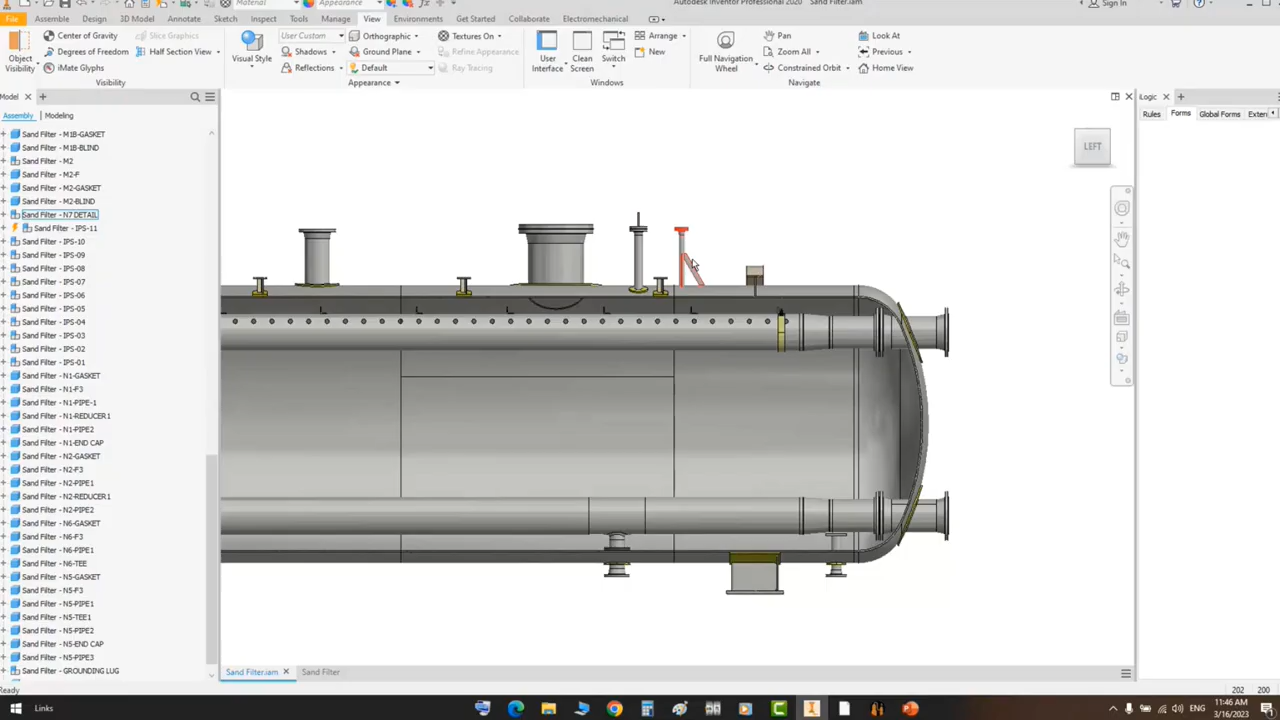 Material
Appearance
Autodesk Inventor Professional 2020 Sand Filter.iam
Sign In
File
Assemble
Design
3D Model
Annotate
Sketch
Inspect
Tools
Manage
View
Environments
Get Started
Collaborate
Electromechanical
Object
Visibility
Center of Gravity
Degrees of Freedom
iMate Glyphs
Slice Graphics
Half Section View
Visibility
Visual Style
User Custom
Shadows
Reflections
Orthographic
Ground Plane
Default
Textures On
Refine Appearance
Ray Tracing
Appearance
User
Interface
Clean
Screen
Switch
Arrange
New
Windows
Full Navigation
Wheel
Pan
Zoom All
Constrained Orbit
Look At
Previous
Home View
Navigate
Model
Assembly
Modeling
Sand Filter - M1B-GASKET
Sand Filter - M1B-BLIND
Sand Filter - M2
Sand Filter - M2-F
Sand Filter - M2-GASKET
Sand Filter - M2-BLIND
Sand Filter - N7 DETAIL
Sand Filter - IPS-11
Sand Filter - IPS-10
Sand Filter - IPS-09
Sand Filter - IPS-08
Sand Filter - IPS-07
Sand Filter - IPS-06
Sand Filter - IPS-05
Sand Filter - IPS-04
Sand Filter - IPS-03
Sand Filter - IPS-02
Sand Filter - IPS-01
Sand Filter - N1-GASKET
Sand Filter - N1-F3
Sand Filter - N1-PIPE-1
Sand Filter - N1-REDUCER1
Sand Filter - N1-PIPE2
Sand Filter - N1-END CAP
Sand Filter - N2-GASKET
Sand Filter - N2-F3
Sand Filter - N2-PIPE1
Sand Filter - N2-REDUCER1
Sand Filter - N2-PIPE2
Sand Filter - N6-GASKET
Sand Filter - N6-F3
Sand Filter - N6-PIPE1
Sand Filter - N6-TEE
Sand Filter - N5-GASKET
Sand Filter - N5-F3
Sand Filter - N5-PIPE1
Sand Filter - N5-TEE1
Sand Filter - N5-PIPE2
Sand Filter - N5-END CAP
Sand Filter - N5-PIPE3
Sand Filter - GROUNDING LUG
LEFT
iLogic
Rules
Forms
Global Forms
Exter
Sand Filter.iam
Sand Filter
Ready
202 200
Links
ENG
11:46 AM
3/16/2023